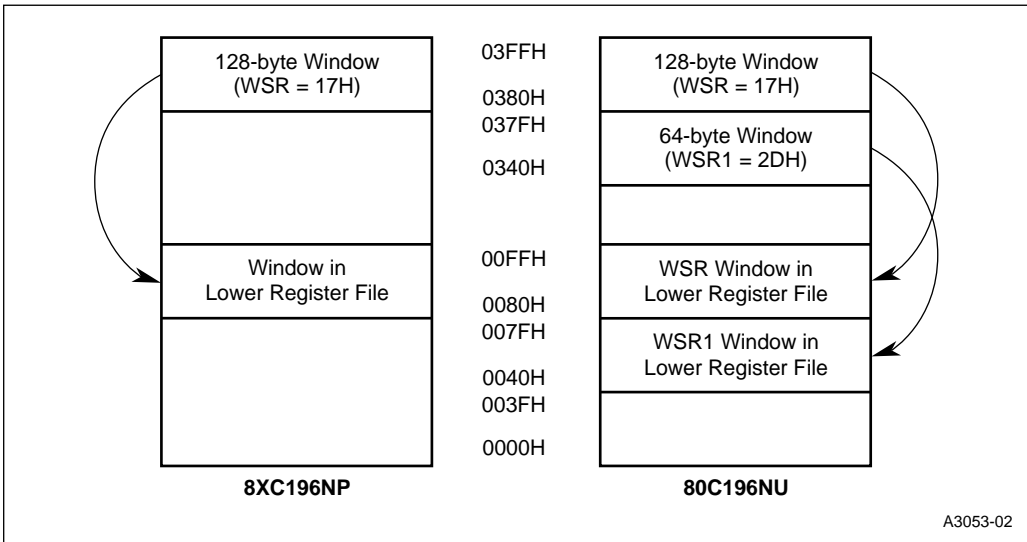 128-byte Window
(WSR = 17H)
Window in
Lower Register File
8XC196NP
03FFH
0380H
037FH
0340H
00FFH
0080H
007FH
0040H
003FH
0000H
128-byte Window
(WSR = 17H)
64-byte Window
(WSR1 = 2DH)
WSR Window in
Lower Register File
WSR1 Window in
Lower Register File
80C196NU
A3053-02